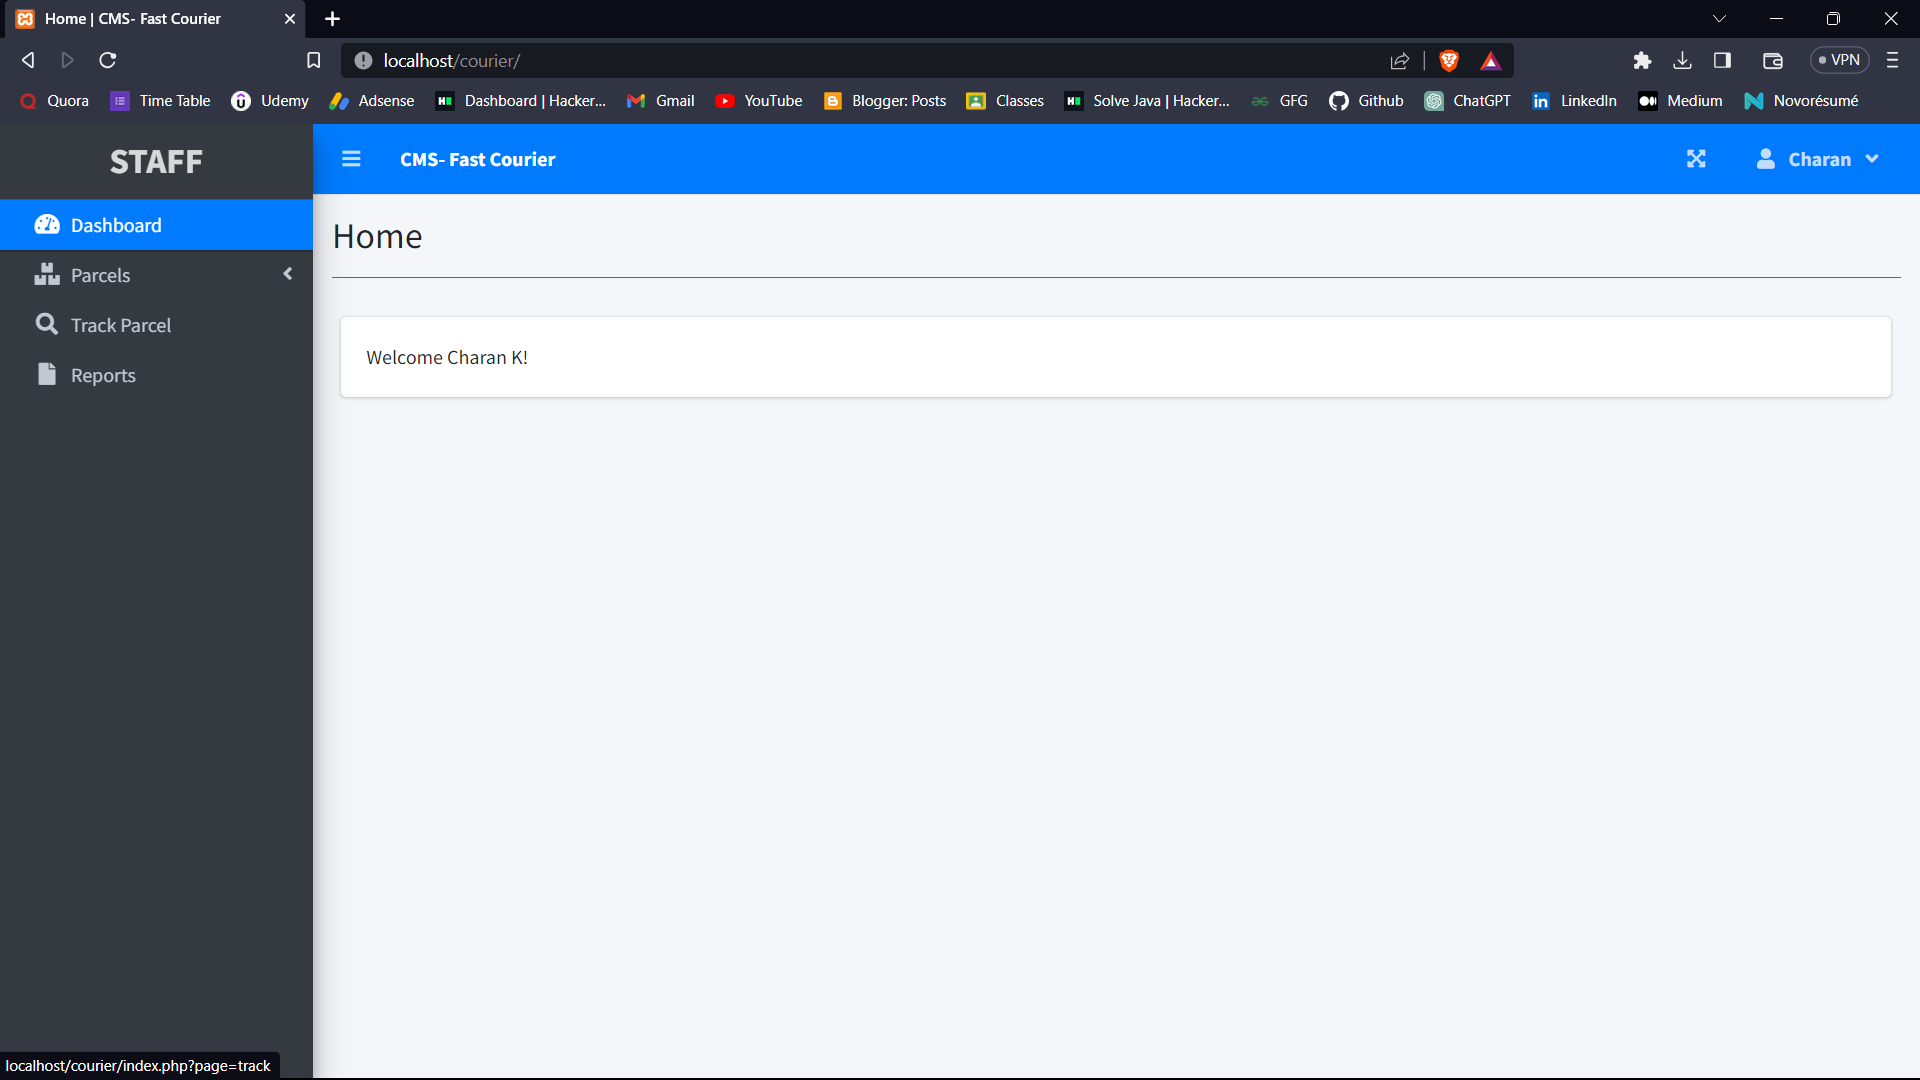 Home | CMS- Fast Courier
localhost/courier/
VPN
Quora Time Table Udemy Adsense Dashboard | Hacker... Gmail YouTube Blogger: Posts Classes Solve Java | Hacker... GFG Github ChatGPT LinkedIn Medium Novorésumé
STAFF
CMS- Fast Courier
Charan
Dashboard
Parcels
Track Parcel
Reports
Home
Welcome Charan K!
localhost/courier/index.php?page=track